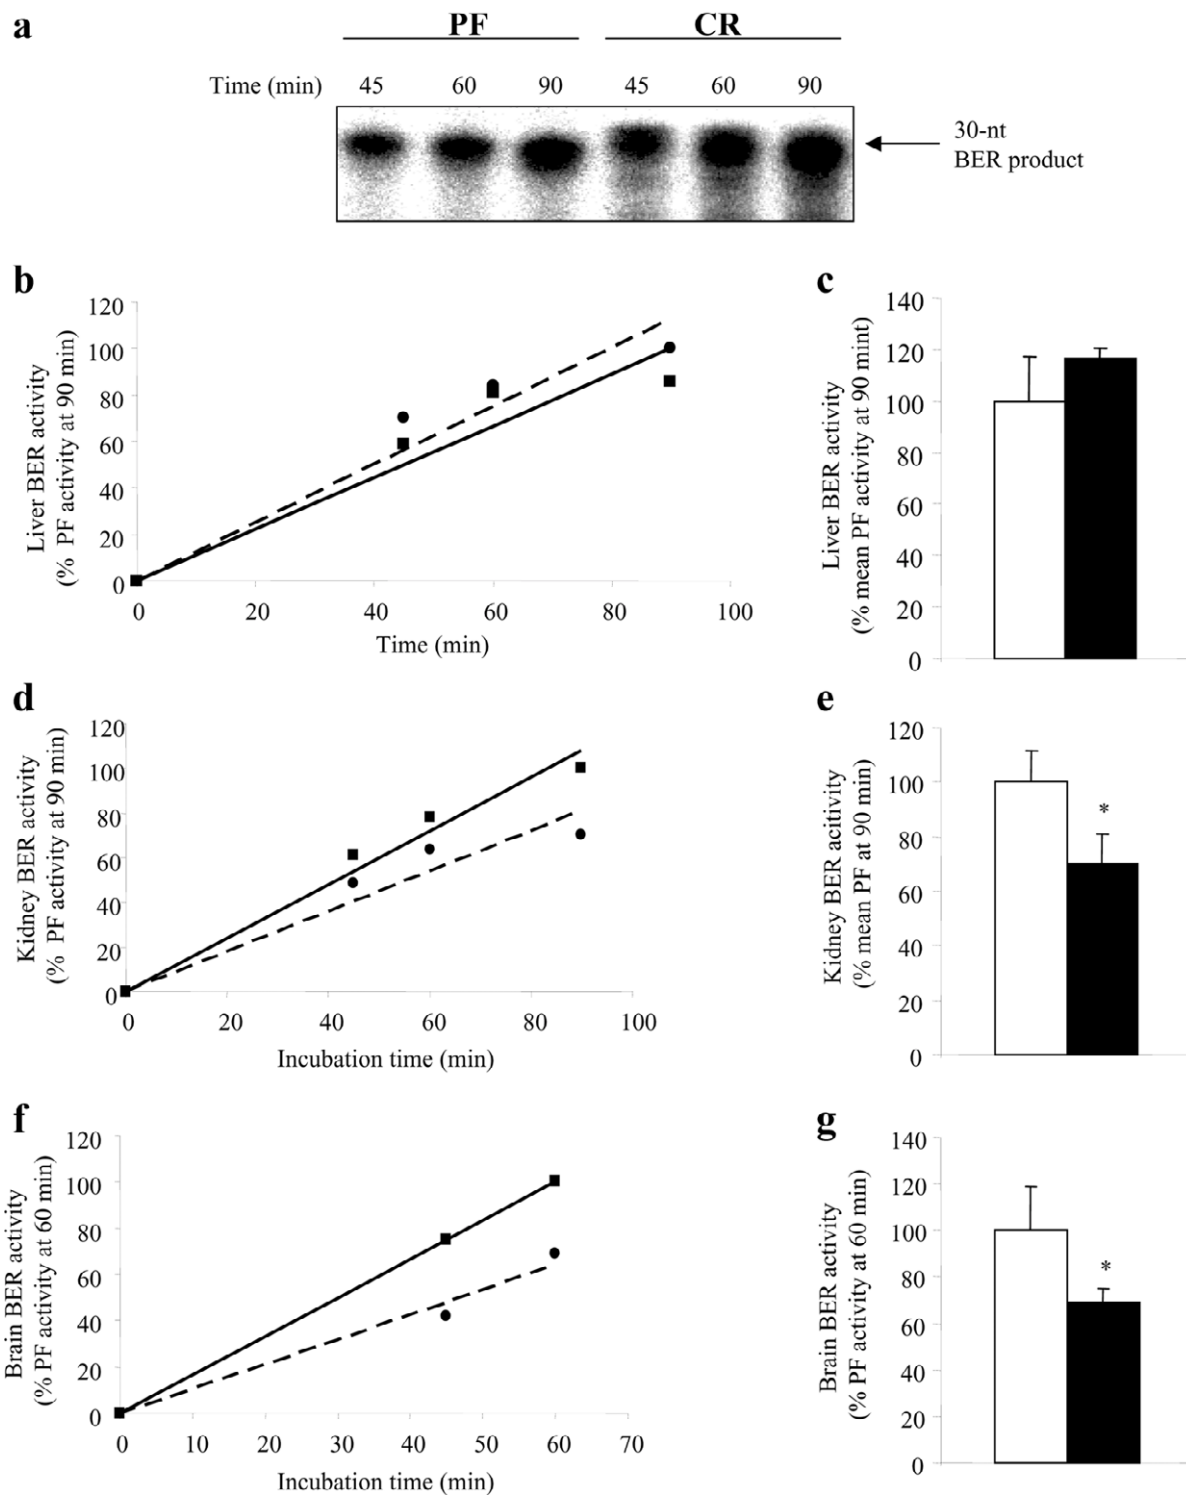 a
PF CR
Time (min) 45 60 90 45 60 90
30-nt
BER product
b
Liver BER activity
(% PF activity at 90 min)
120
100
80
60
40
20
0
0 20 40 60 80 100
Time (min)
c
Liver BER activity
(% mean PF activity at 90 mint)
140
120
100
80
60
40
20
0
d
Kidney BER activity
(% PF activity at 90 min)
120
100
80
60
40
20
0
0 20 40 60 80 100
Incubation time (min)
e
Kidney BER acitivity
(% mean PF at 90 min)
120
100
80
60
40
20
0
*
f
Brain BER activity
(% PF activity at 60 min)
120
100
80
60
40
20
0
0 10 20 30 40 50 60 70
Incubation time (min)
g
Brain BER activity
(% PF activity at 60 min)
140
120
100
80
60
40
20
0
*